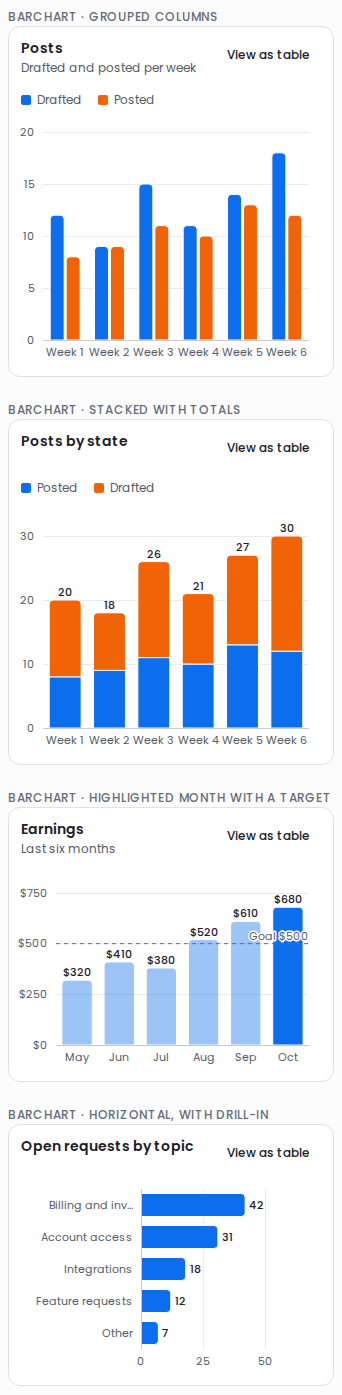 BARCHART · GROUPED COLUMNS
Posts
View as table
Drafted and posted per week
Drafted Posted
20
15
10
5
0
Week 1 Week 2 Week 3 Week 4 Week 5 Week 6
BARCHART · STACKED WITH TOTALS
Posts by state
View as table
Posted Drafted
30
20
10
0
20 18 26 21 27 30
Week 1 Week 2 Week 3 Week 4 Week 5 Week 6
BARCHART · HIGHLIGHTED MONTH WITH A TARGET
Earnings
View as table
Last six months
$750
$500
$250
$0
$320 $410 $380 $520 $610 $680
Goal $500
May Jun Jul Aug Sep Oct
BARCHART · HORIZONTAL, WITH DRILL-IN
Open requests by topic
View as table
Billing and inv... 42
Account access 31
Integrations 18
Feature requests 12
Other 7
0 25 50